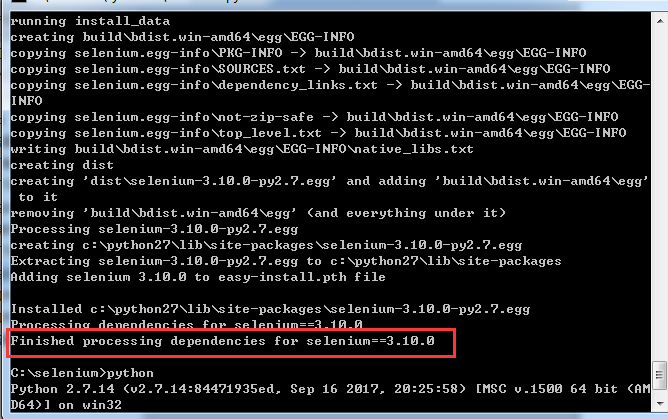 running install_data
creating build\bdist.win-amd64\egg\EGG-INFO
copying selenium.egg-info\PKG-INFO -> build\bdist.win-amd64\egg\EGG-INFO
copying selenium.egg-info\SOURCES.txt -> build\bdist.win-amd64\egg\EGG-INFO
copying selenium.egg-info\dependency_links.txt -> build\bdist.win-amd64\egg\EGG-
INFO
copying selenium.egg-info\not-zip-safe -> build\bdist.win-amd64\egg\EGG-INFO
copying selenium.egg-info\top_level.txt -> build\bdist.win-amd64\egg\EGG-INFO
writing build\bdist.win-amd64\egg\EGG-INFO\native_libs.txt
creating dist
creating 'dist\selenium-3.10.0-py2.7.egg' and adding 'build\bdist.win-amd64\egg'
 to it
removing 'build\bdist.win-amd64\egg' (and everything under it)
Processing selenium-3.10.0-py2.7.egg
creating c:\python27\lib\site-packages\selenium-3.10.0-py2.7.egg
Extracting selenium-3.10.0-py2.7.egg to c:\python27\lib\site-packages
Adding selenium 3.10.0 to easy-install.pth file
Installed c:\python27\lib\site-packages\selenium-3.10.0-py2.7.egg
Processing dependencies for selenium==3.10.0
Finished processing dependencies for selenium==3.10.0
C:\selenium>python
Python 2.7.14 (v2.7.14:84471935ed, Sep 16 2017, 20:25:58) [MSC v.1500 64 bit (AM
D64)] on win32